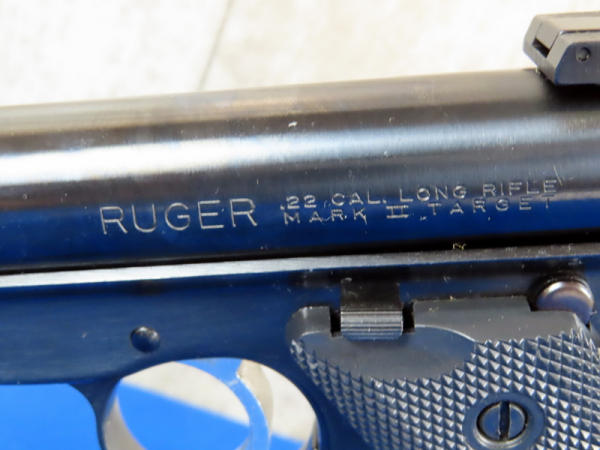 RUGER
.22 CAL. LONG RIFLE
MARK II TARGET